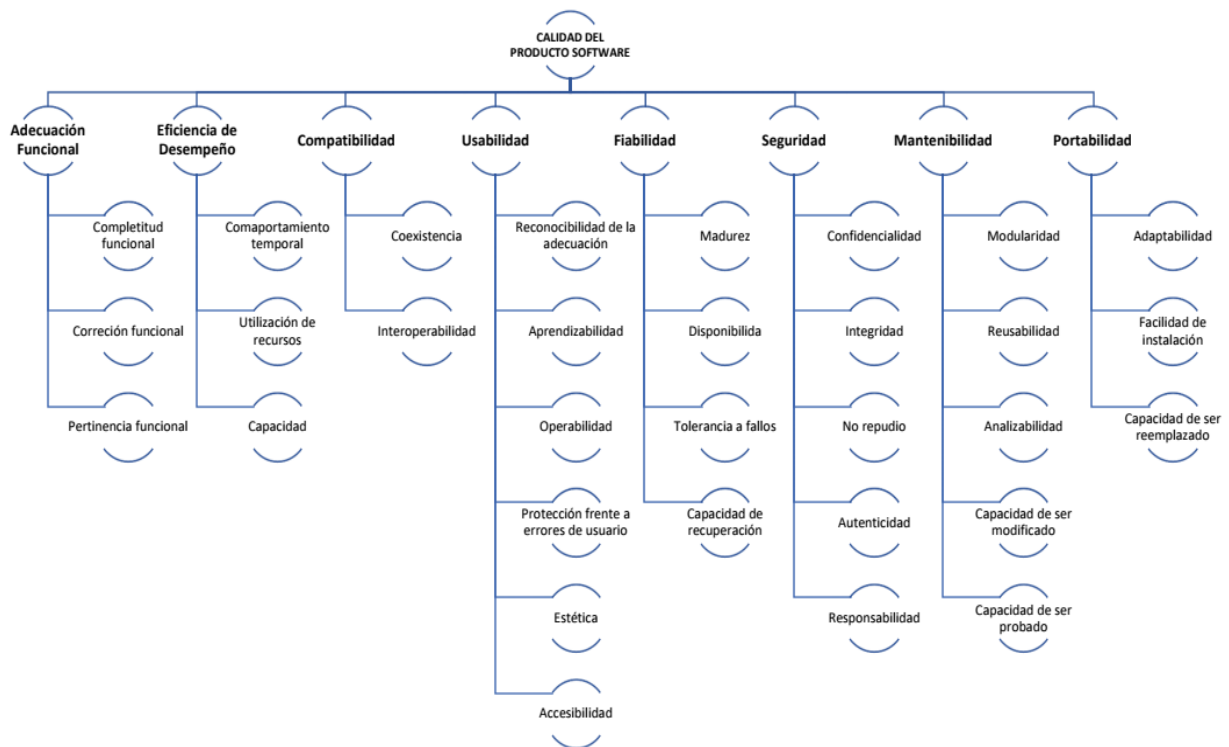 CALIDAD DEL
PRODUCTO SOFTWARE
Adecuación
Funcional
Eficiencia de
Desempeño
Compatibilidad
Usabilidad
Fiabilidad
Seguridad
Mantenibilidad
Portabilidad
Completitud
funcional
Comaportamiento
temporal
Coexistencia
Reconocibilidad de la
adecuación
Madurez
Confidencialidad
Modularidad
Adaptabilidad
Correción funcional
Utilización de
recursos
Interoperabilidad
Aprendizabilidad
Disponibilida
Integridad
Reusabilidad
Facilidad de
instalación
Pertinencia funcional
Capacidad
Operabilidad
Tolerancia a fallos
No repudio
Analizabilidad
Capacidad de ser
reemplazado
Protección frente a
errores de usuario
Capacidad de
recuperación
Autenticidad
Capacidad de ser
modificado
Estética
Responsabilidad
Capacidad de ser
probado
Accesibilidad